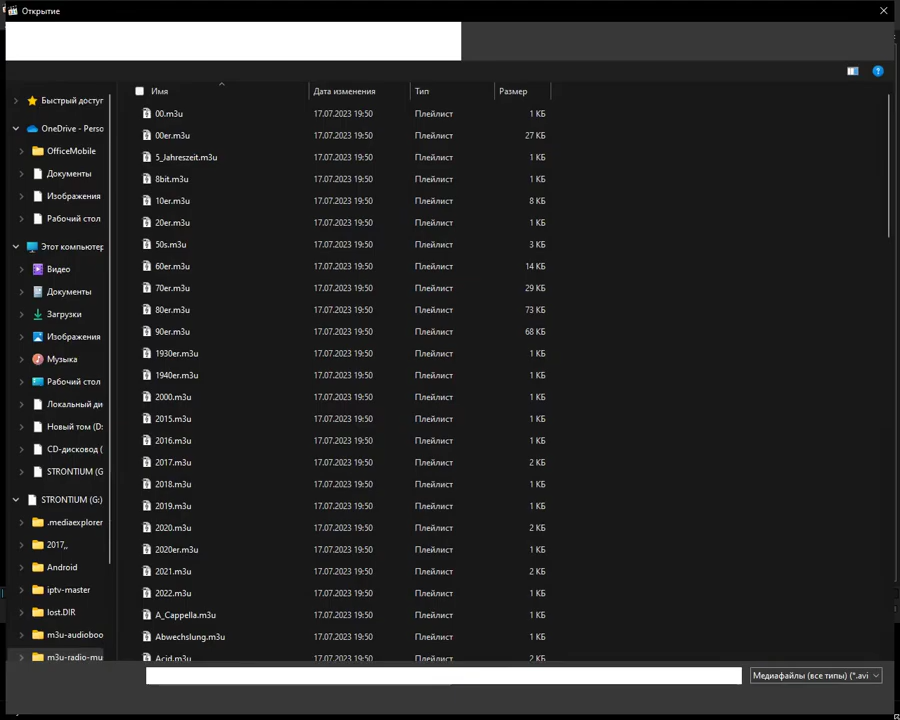 Открытие
Имя Дата изменения Тип Размер
Быстрый доступ
OneDrive - Perso
OfficeMobile
Документы
Изображения
Рабочий стол
Этот компьютер
Видео
Документы
Загрузки
Изображения
Музыка
Рабочий стол
Локальный ди
Новый том (D:
CD-дисковод (
STRONTIUM (G
STRONTIUM (G:)
.mediaexplorer
2017,,
Android
iptv-master
lost.DIR
m3u-audioboo
m3u-radio-mu
00.m3u 17.07.2023 19:50 Плейлист 1 КБ
00er.m3u 17.07.2023 19:50 Плейлист 27 КБ
5_Jahreszeit.m3u 17.07.2023 19:50 Плейлист 1 КБ
8bit.m3u 17.07.2023 19:50 Плейлист 1 КБ
10er.m3u 17.07.2023 19:50 Плейлист 8 КБ
20er.m3u 17.07.2023 19:50 Плейлист 1 КБ
50s.m3u 17.07.2023 19:50 Плейлист 3 КБ
60er.m3u 17.07.2023 19:50 Плейлист 14 КБ
70er.m3u 17.07.2023 19:50 Плейлист 29 КБ
80er.m3u 17.07.2023 19:50 Плейлист 73 КБ
90er.m3u 17.07.2023 19:50 Плейлист 68 КБ
1930er.m3u 17.07.2023 19:50 Плейлист 1 КБ
1940er.m3u 17.07.2023 19:50 Плейлист 1 КБ
2000.m3u 17.07.2023 19:50 Плейлист 1 КБ
2015.m3u 17.07.2023 19:50 Плейлист 1 КБ
2016.m3u 17.07.2023 19:50 Плейлист 1 КБ
2017.m3u 17.07.2023 19:50 Плейлист 2 КБ
2018.m3u 17.07.2023 19:50 Плейлист 1 КБ
2019.m3u 17.07.2023 19:50 Плейлист 1 КБ
2020.m3u 17.07.2023 19:50 Плейлист 2 КБ
2020er.m3u 17.07.2023 19:50 Плейлист 1 КБ
2021.m3u 17.07.2023 19:50 Плейлист 2 КБ
2022.m3u 17.07.2023 19:50 Плейлист 1 КБ
A_Cappella.m3u 17.07.2023 19:50 Плейлист 1 КБ
Abwechslung.m3u 17.07.2023 19:50 Плейлист 1 КБ
Acid.m3u 17.07.2023 19:50 Плейлист 2 КБ
Медиафайлы (все типы) (*.avi